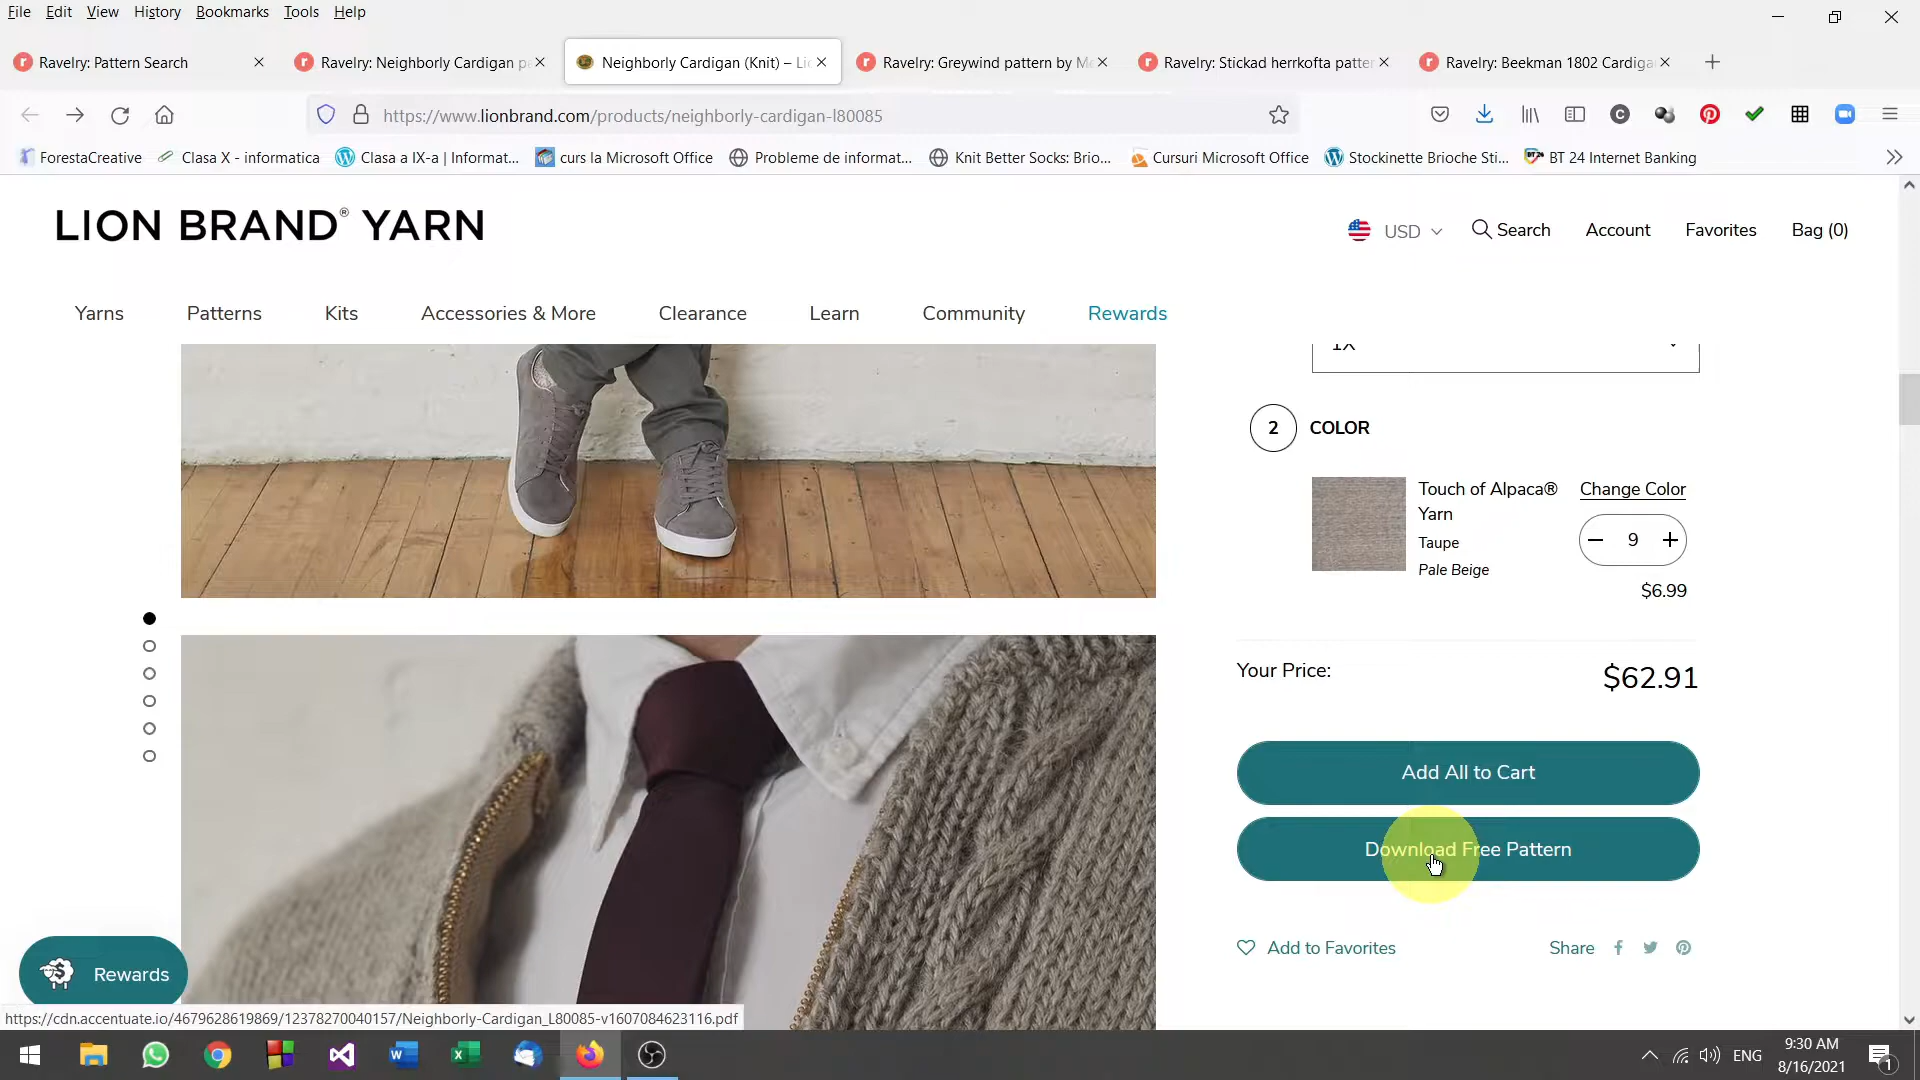 File Edit View History Bookmarks Tools Help
Ravelry: Pattern Search
Ravelry: Neighborly Cardigan pa
Neighborly Cardigan (Knit) – Li
Ravelry: Greywind pattern by Me
Ravelry: Stickad herrkofta patter
Ravelry: Beekman 1802 Cardiga
https://www.lionbrand.com/products/neighborly-cardigan-l80085
ForestaCreative
Clasa X - informatica
Clasa a IX-a | Informat...
curs la Microsoft Office
Probleme de informat...
Knit Better Socks: Brio...
Cursuri Microsoft Office
Stockinette Brioche Sti...
BT 24 Internet Banking
LION BRAND® YARN
USD
Search
Account
Favorites
Bag (0)
Yarns
Patterns
Kits
Accessories & More
Clearance
Learn
Community
Rewards
1X
2 COLOR
Touch of Alpaca®
Yarn
Taupe
Pale Beige
Change Color
− 9 +
$6.99
Your Price:
$62.91
Add All to Cart
Download Free Pattern
Add to Favorites
Share
Rewards
https://cdn.accentuate.io/4679628619869/12378270040157/Neighborly-Cardigan_L80085-v1607084623116.pdf
ENG
9:30 AM
8/16/2021
1